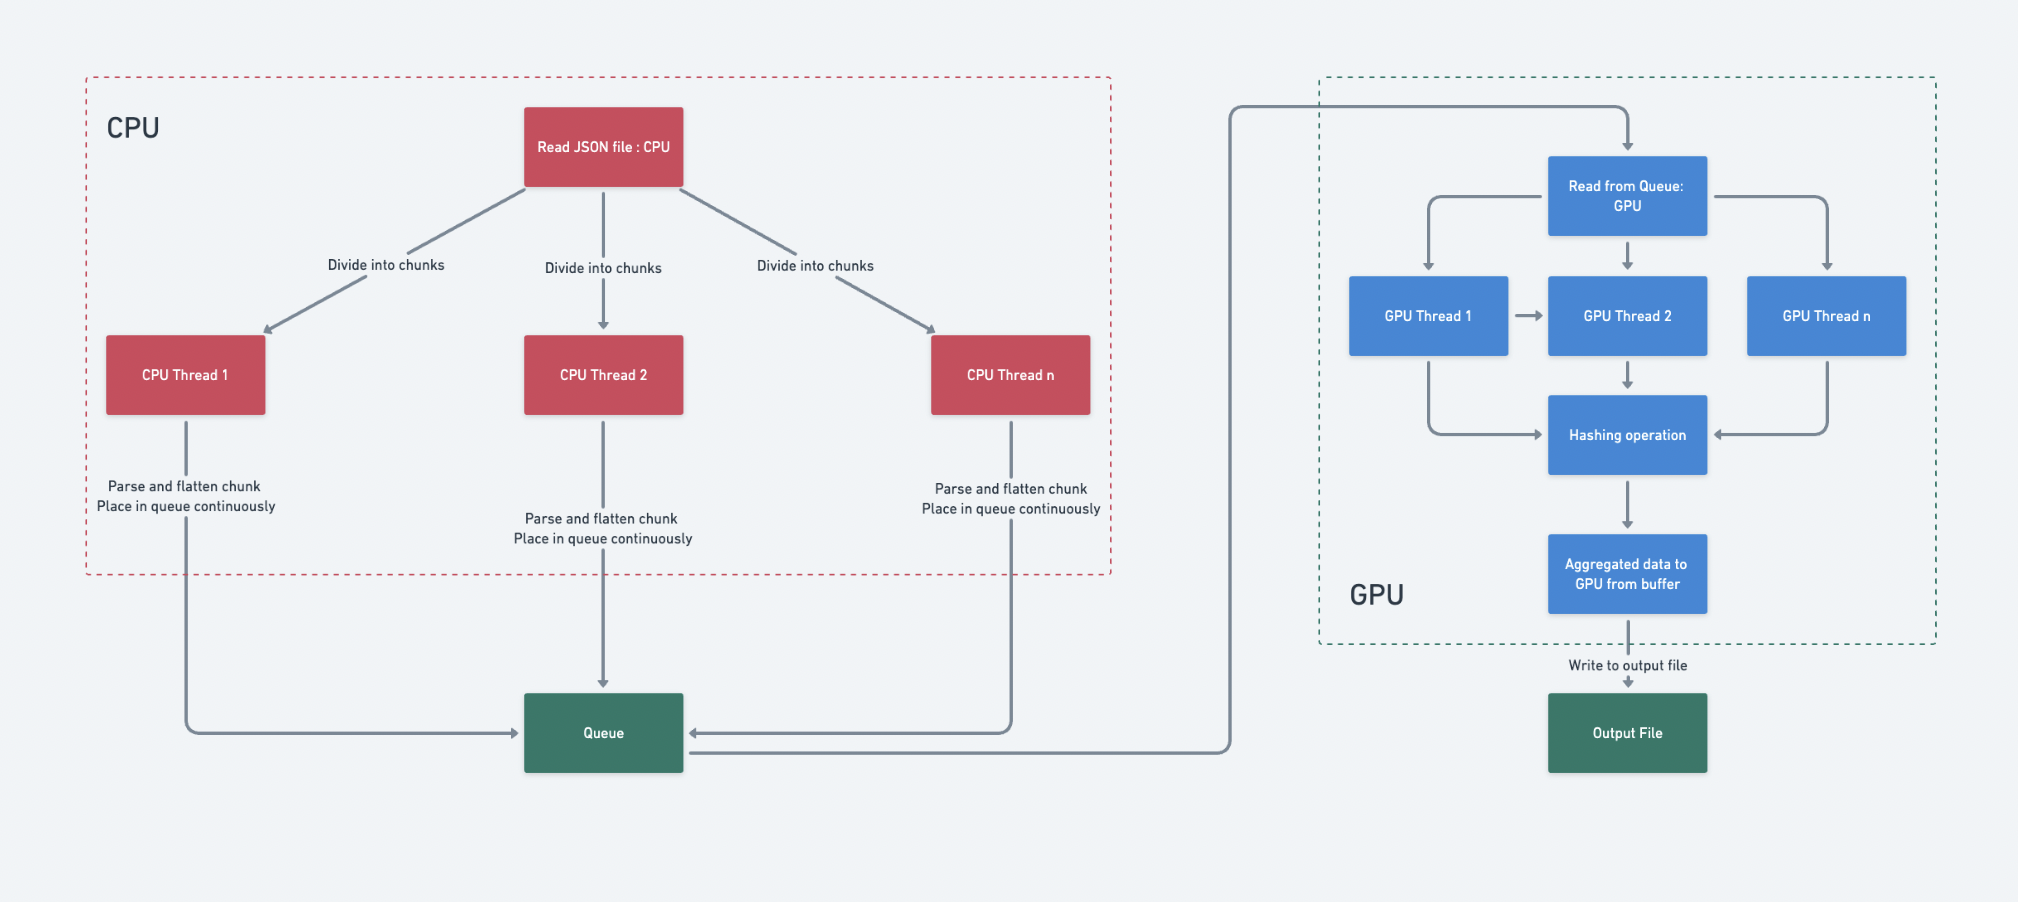 CPU
Read JSON file : CPU
Divide into chunks
Divide into chunks
Divide into chunks
CPU Thread 1
CPU Thread 2
CPU Thread n
Parse and flatten chunk
Place in queue continuously
Parse and flatten chunk
Place in queue continuously
Parse and flatten chunk
Place in queue continuously
Queue
Read from Queue:
GPU
GPU Thread 1
GPU Thread 2
GPU Thread n
Hashing operation
Aggregated data to
GPU from buffer
GPU
Write to output file
Output File